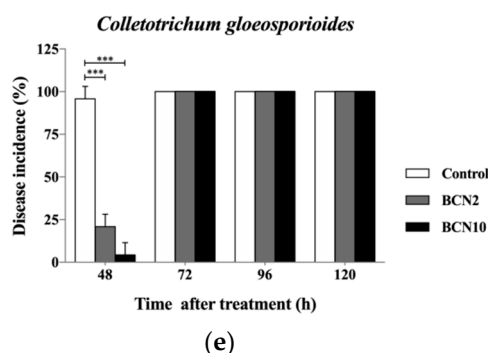 Colletotrichum gloeosporioides
Disease incidence (%)
125
100
75
50
25
0
***
***
48 72 96 120
Time after treatment (h)
Control
BCN2
BCN10
(e)